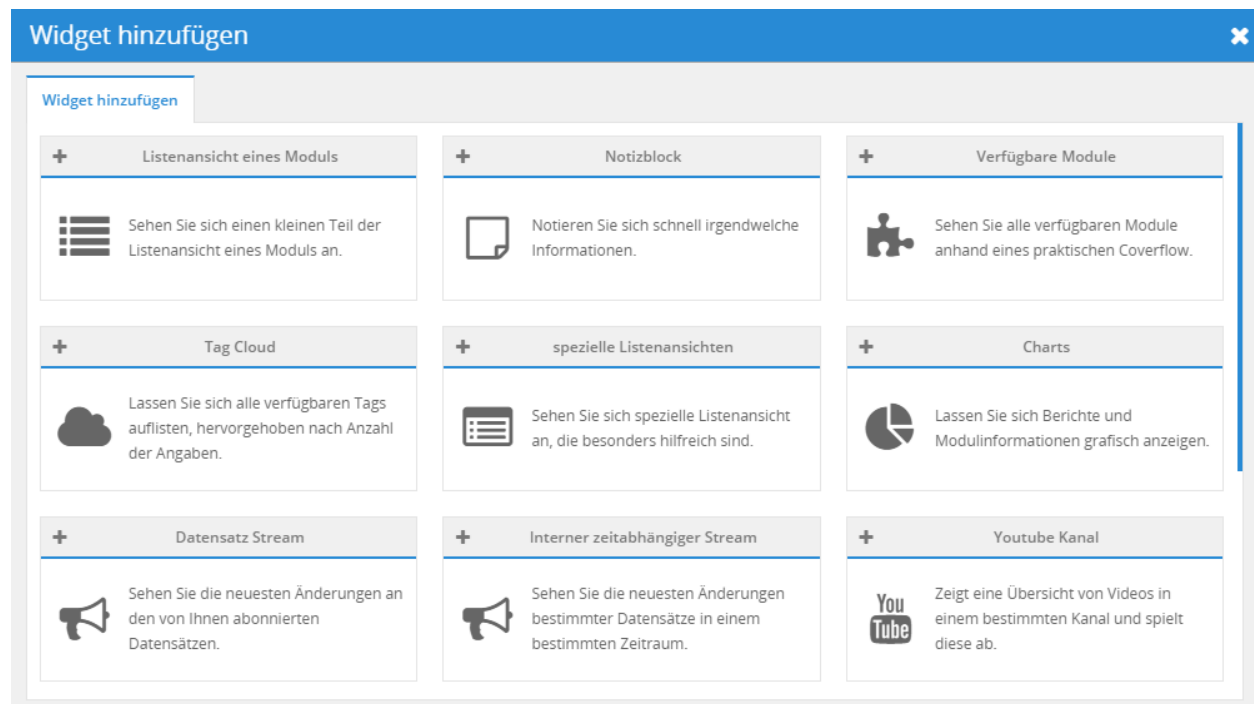 Widget hinzufügen
Widget hinzufügen
Listenansicht eines Moduls
Sehen Sie sich einen kleinen Teil der
Listenansicht eines Moduls an.
Notizblock
Notieren Sie sich schnell irgendwelche
Informationen.
Verfügbare Module
Sehen Sie alle verfügbaren Module
anhand eines praktischen Coverflow.
Tag Cloud
Lassen Sie sich alle verfügbaren Tags
auflisten, hervorgehoben nach Anzahl
der Angaben.
spezielle Listenansichten
Sehen Sie sich spezielle Listenansicht
an, die besonders hilfreich sind.
Charts
Lassen Sie sich Berichte und
Modulinformationen grafisch anzeigen.
Datensatz Stream
Sehen Sie die neuesten Änderungen an
den von Ihnen abonnierten
Datensätzen.
Interner zeitabhängiger Stream
Sehen Sie die neuesten Änderungen
bestimmter Datensätze in einem
bestimmten Zeitraum.
Youtube Kanal
You
Tube
Zeigt eine Übersicht von Videos in
einem bestimmten Kanal und spielt
diese ab.